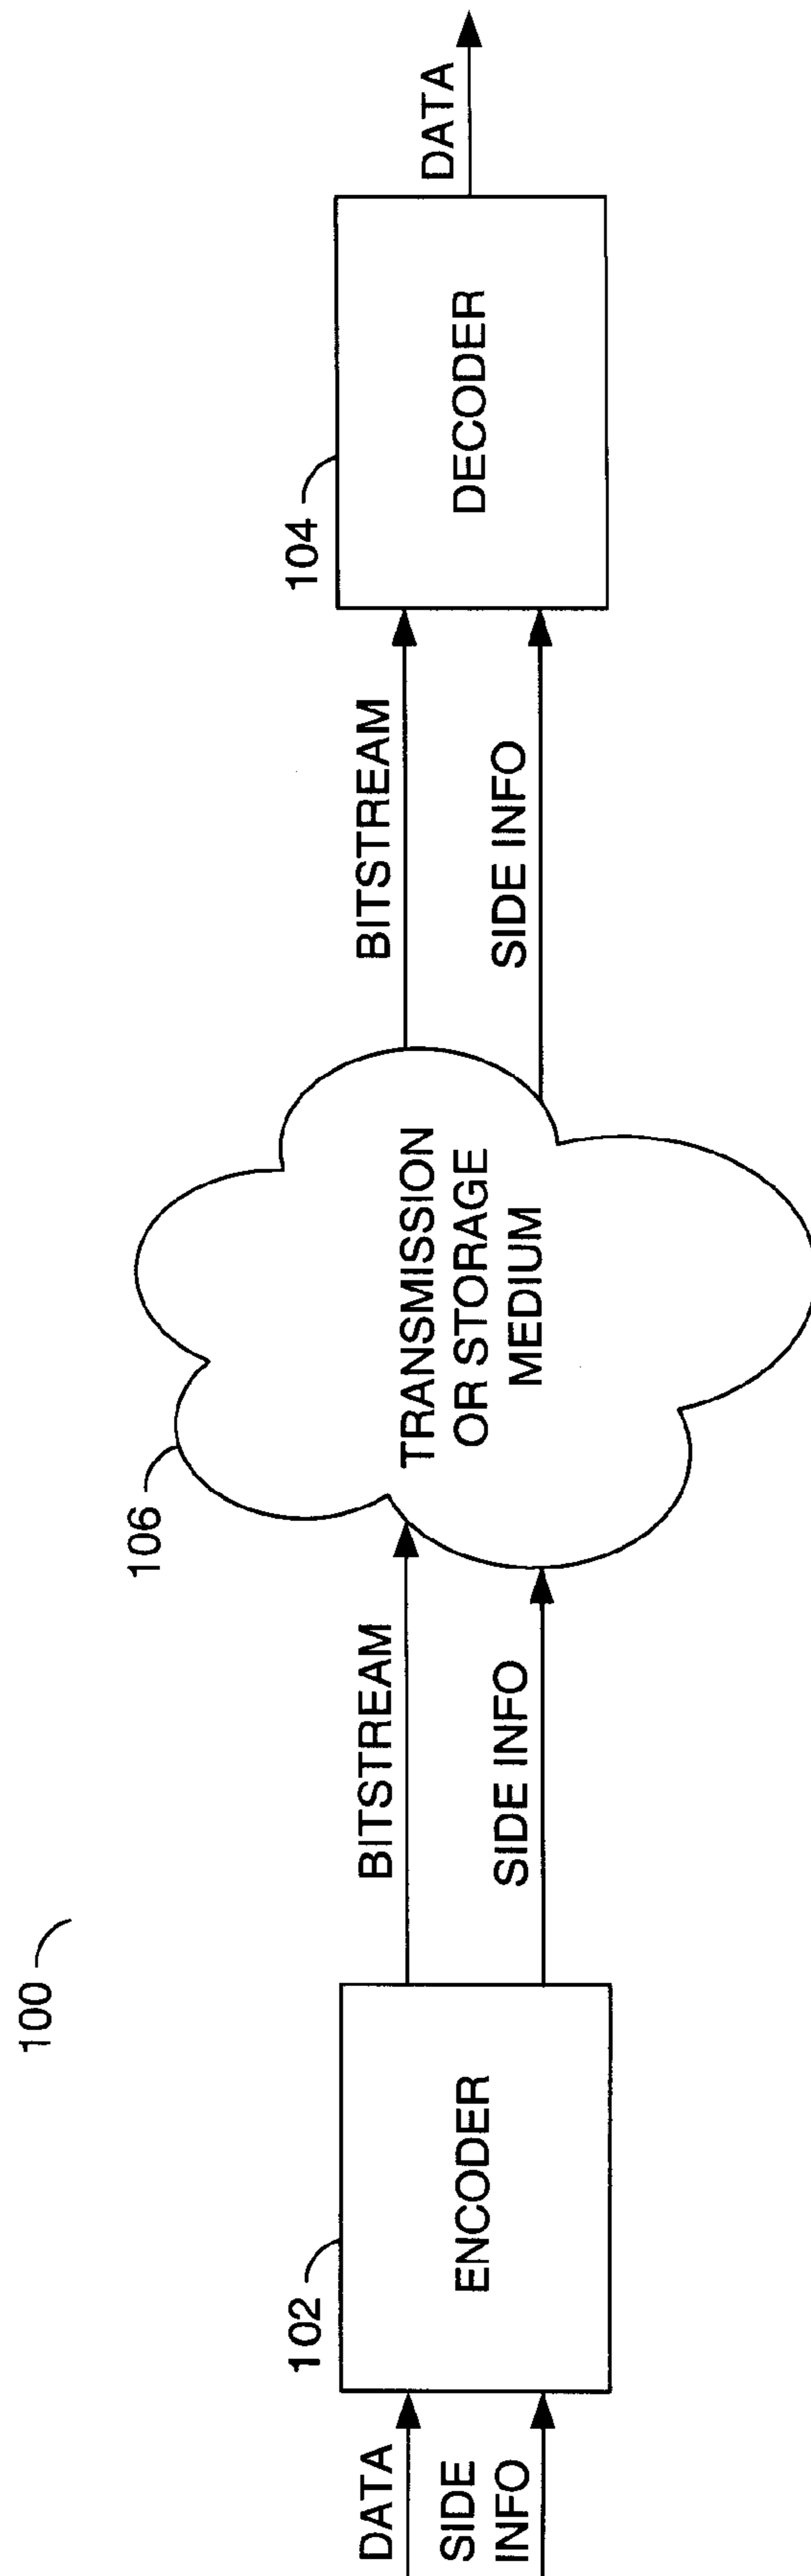 100
DATA
SIDE
INFO
102
ENCODER
BITSTREAM
SIDE INFO
106
TRANSMISSION
OR STORAGE
MEDIUM
BITSTREAM
SIDE INFO
104
DECODER
DATA